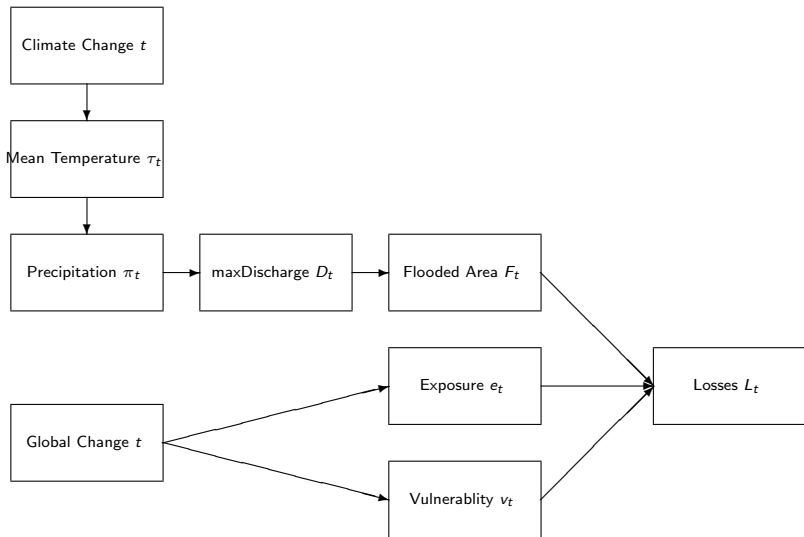 Climate Change t
Mean Temperature τt
Precipitation πt
maxDischarge Dt
Flooded Area Ft
Exposure et
Losses Lt
Global Change t
Vulnerablity vt